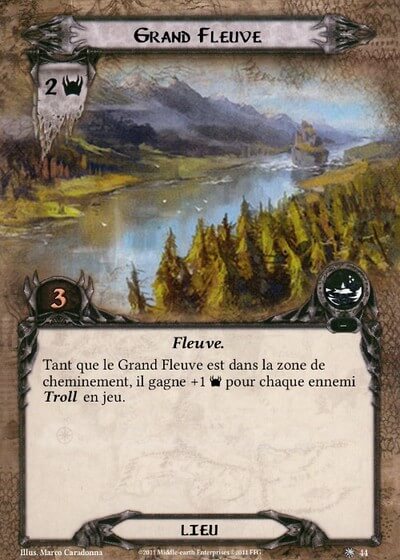 Grand Fleuve
2
3
–
Fleuve.
Tant que le Grand Fleuve est dans la zone de
cheminement, il gagne +1 pour chaque ennemi
Troll en jeu.
LIEU
Illus. Marco Caradonna
©2011 Middle-earth Enterprises ©2011 FFG
44